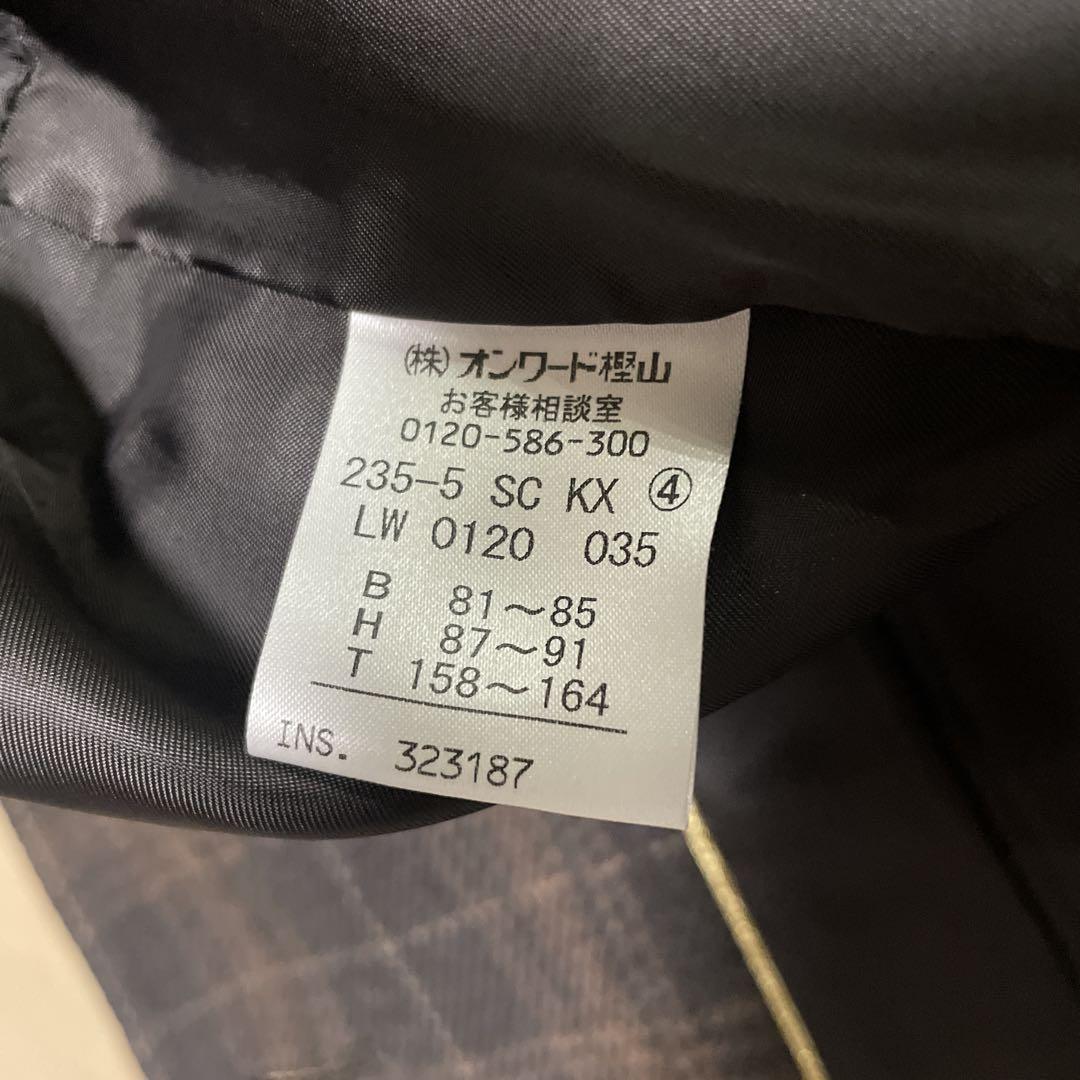 (株)オンワード樫山
お客様相談室
0120-586-300
235-5 SC KX ④
LW 0120 035
B 81~85
H 87~91
T 158~164
INS. 323187